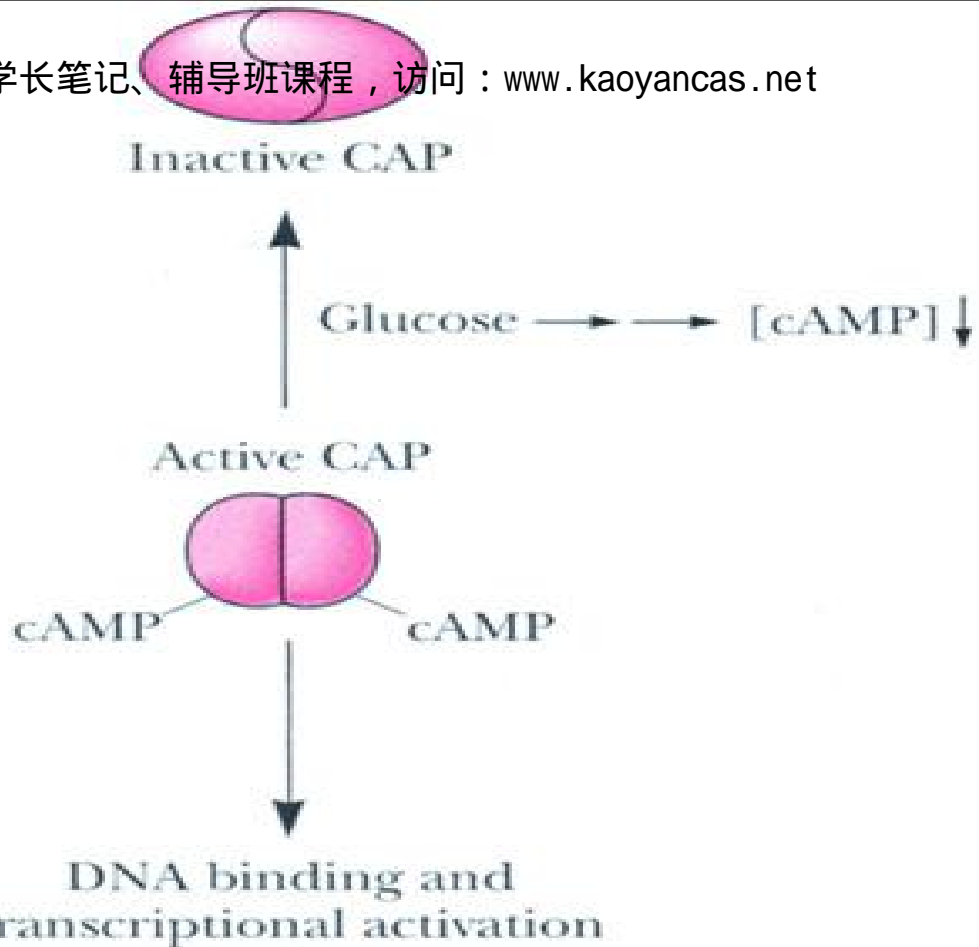 学长笔记、辅导班课程，访问：www.kaoyancas.net
Inactive CAP
Glucose [cAMP]
Active CAP
cAMP cAMP
DNA binding and
ranscriptional activation